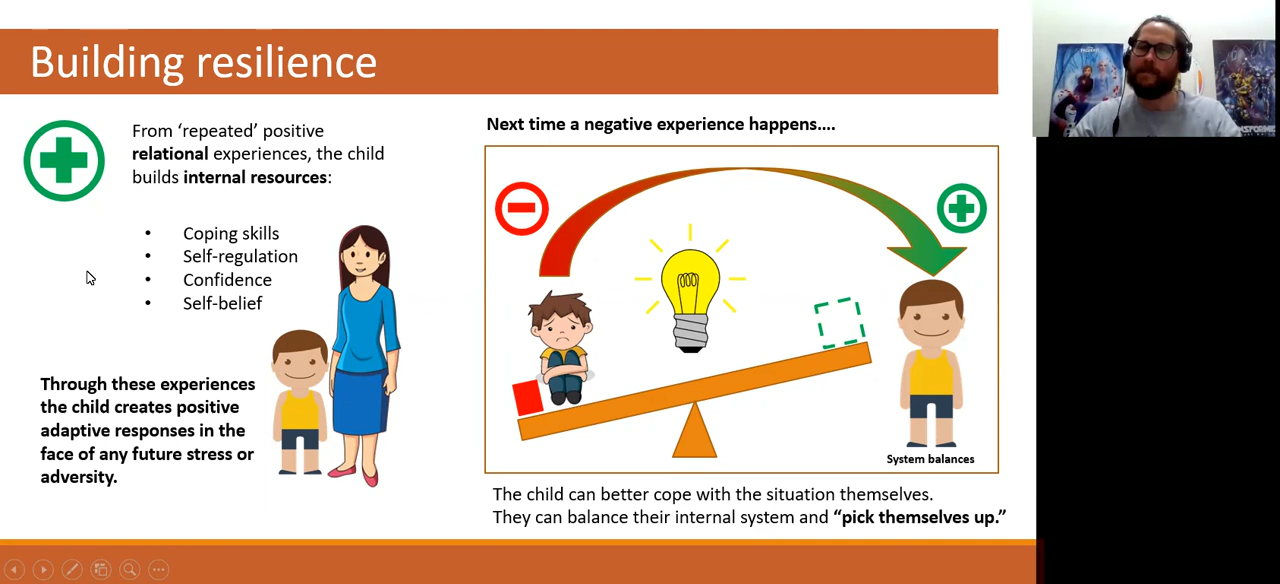 Building resilience
From ‘repeated’ positive
relational experiences, the child
builds internal resources:
• Coping skills
• Self-regulation
• Confidence
• Self-belief
Through these experiences
the child creates positive
adaptive responses in the
face of any future stress or
adversity.
Next time a negative experience happens....
System balances
The child can better cope with the situation themselves.
They can balance their internal system and “pick themselves up.”